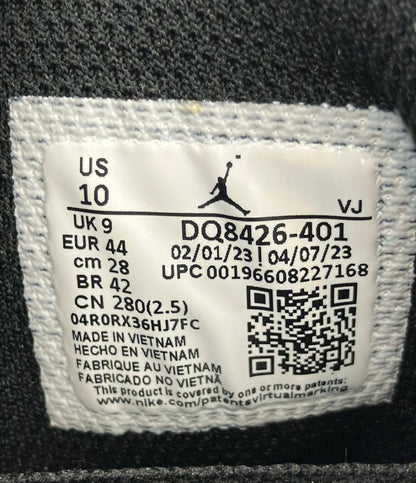 US
10
VJ
UK 9
DQ8426-401
EUR 44
02/01/23 | 04/07/23
cm 28
UPC 00196608227168
BR 42
CN 280(2.5)
04R0RX36HJ7FC
MADE IN VIETNAM
HECHO EN VIETNAM
FABRIQUE AU VIETNAM
FABRICADO NO VIETNÃ
This product is covered by one or more patents:
www.nike.com/patentsvirtualmarking